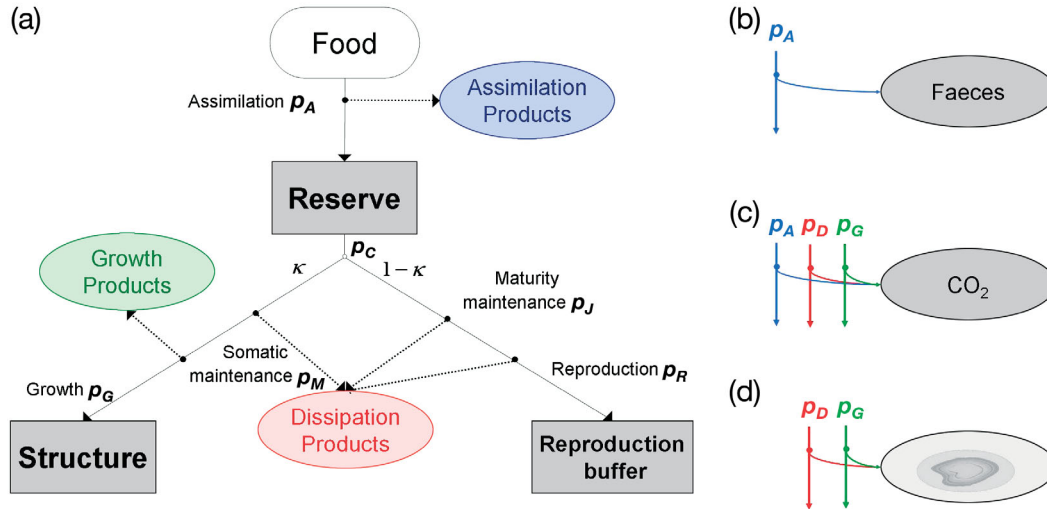 (a)
Food
Assimilation p_A
Assimilation
Products
Reserve
p_C
κ
1 – κ
Growth
Products
Maturity
maintenance p_J
Somatic
maintenance p_M
Growth p_G
Reproduction p_R
Dissipation
Products
Structure
Reproduction
buffer
(b)
p_A
Faeces
(c)
p_A p_D p_G
CO₂
(d)
p_D p_G